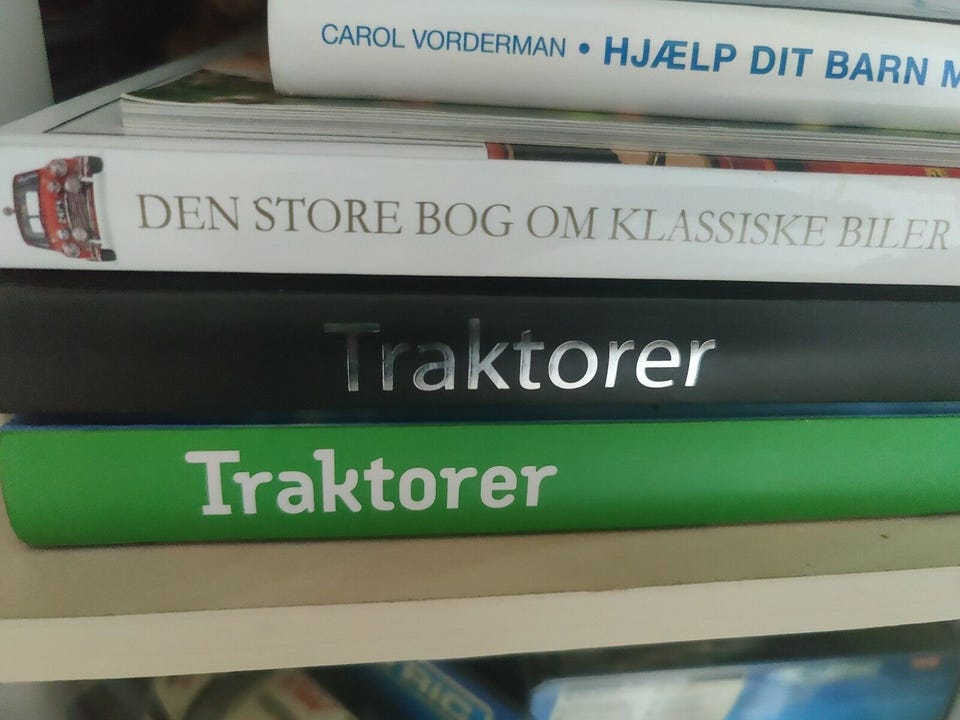 CAROL VORDERMAN • HJÆLP DIT BARN M
DEN STORE BOG OM KLASSISKE BILER
Traktorer
Traktorer